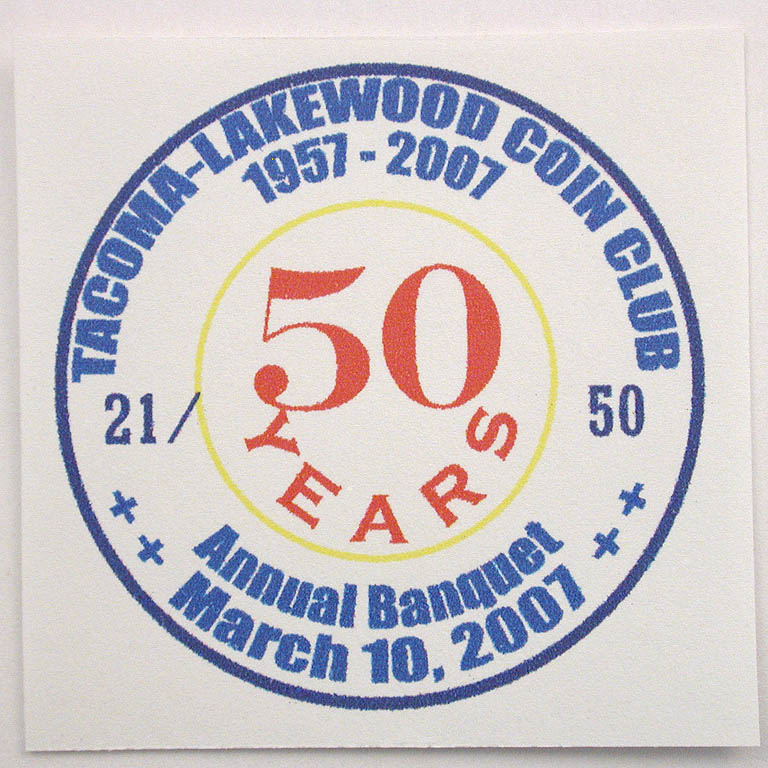 TACOMA-LAKEWOOD COIN CLUB
1957 - 2007
50
YEARS
21/ 50
Annual Banquet
March 10, 2007